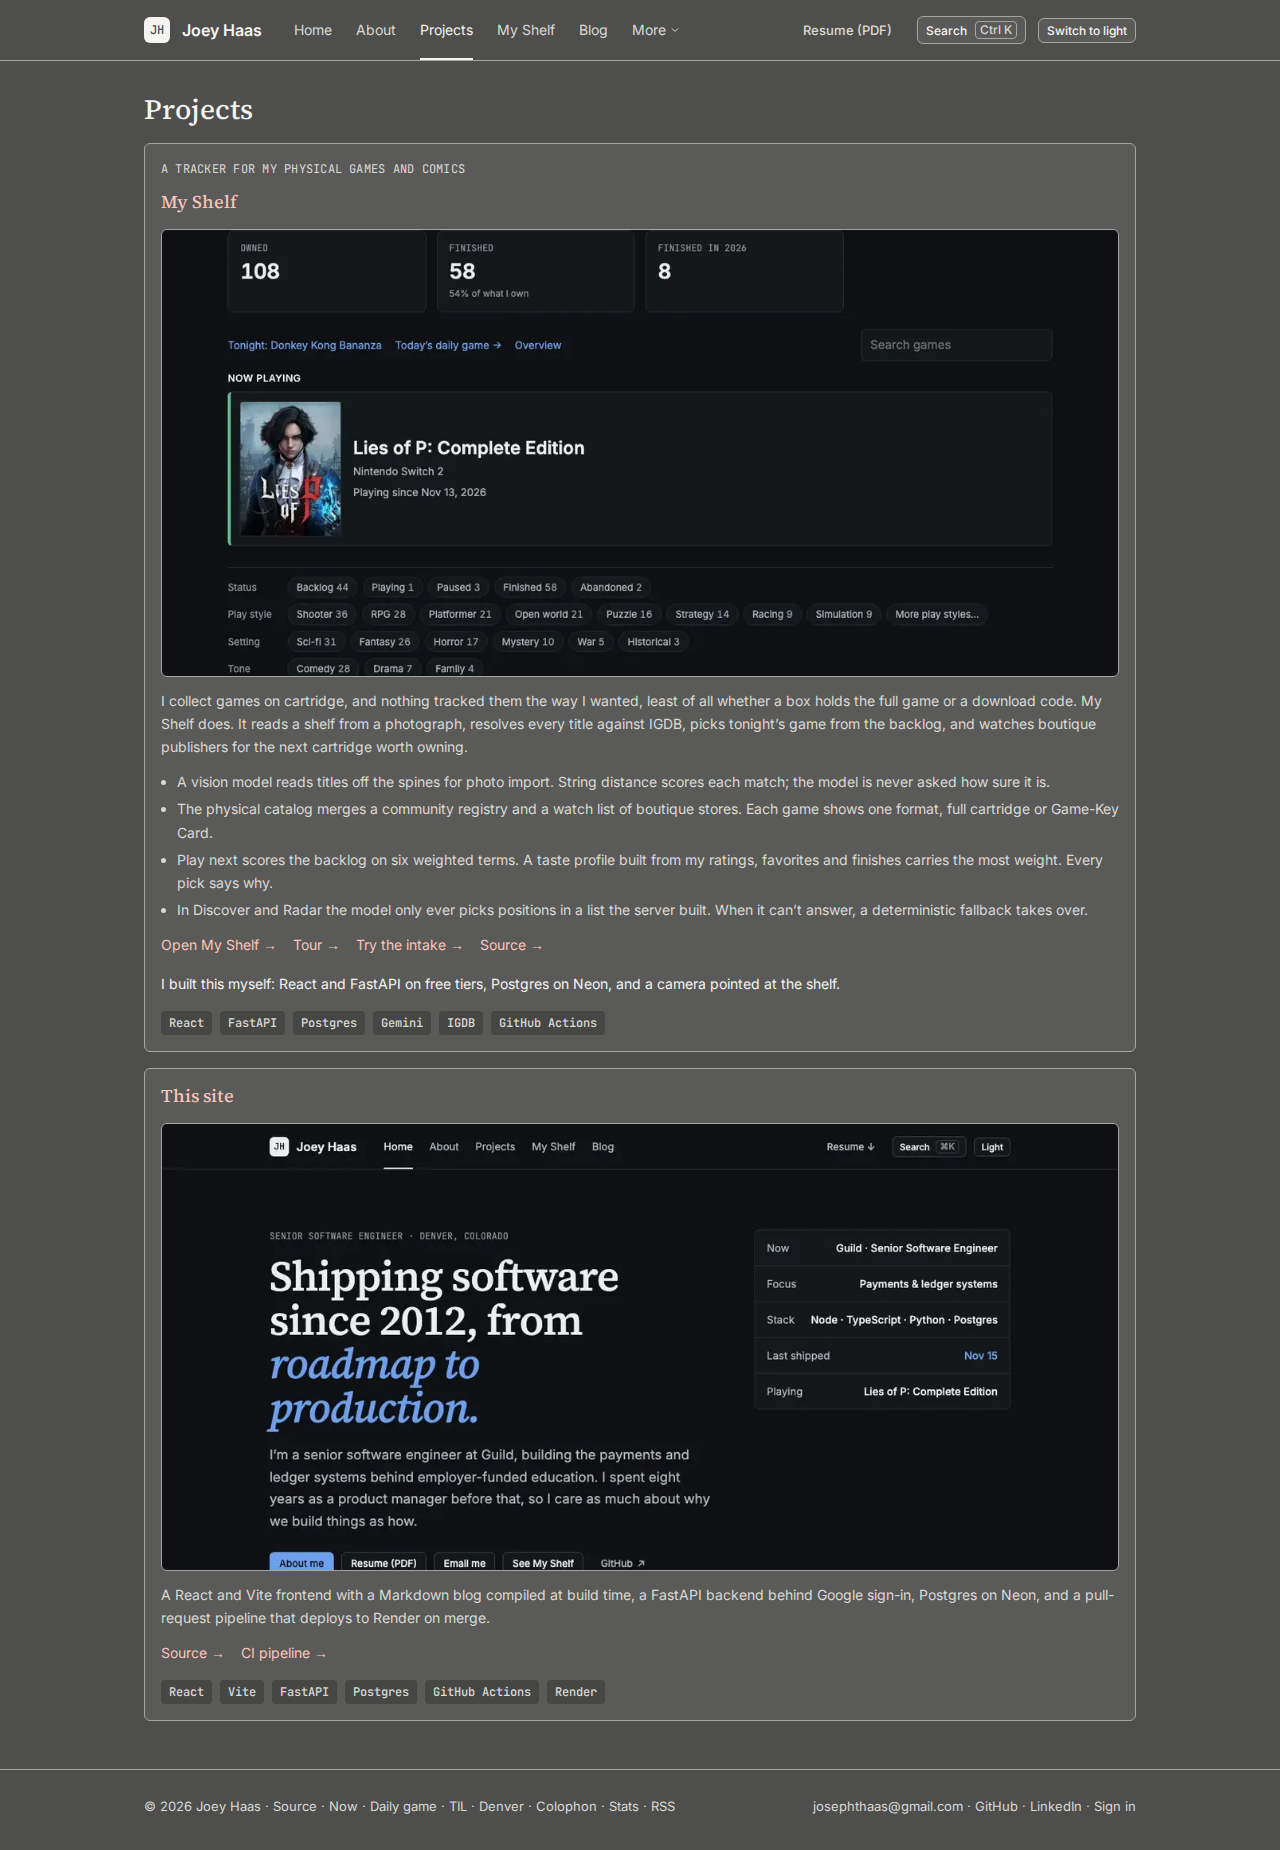 JH Joey Haas Home About Projects My Shelf Blog More Resume (PDF) Search Ctrl K Switch to light
Projects
A TRACKER FOR MY PHYSICAL GAMES AND COMICS
My Shelf
OWNED FINISHED FINISHED IN 2026
108 58 8
54% of what I own
Tonight: Donkey Kong Bananza Today's daily game → Overview Search games
NOW PLAYING
LIES OF P
Lies of P: Complete Edition
Nintendo Switch 2
Playing since Nov 13, 2026
Status Backlog 44 Playing 1 Paused 3 Finished 58 Abandoned 2
Play style Shooter 36 RPG 28 Platformer 21 Open world 21 Puzzle 16 Strategy 14 Racing 9 Simulation 9 More play styles...
Setting Sci-fi 31 Fantasy 26 Horror 17 Mystery 10 War 5 Historical 3
Tone Comedy 28 Drama 7 Family 4
I collect games on cartridge, and nothing tracked them the way I wanted, least of all whether a box holds the full game or a download code. My
Shelf does. It reads a shelf from a photograph, resolves every title against IGDB, picks tonight’s game from the backlog, and watches boutique
publishers for the next cartridge worth owning.
• A vision model reads titles off the spines for photo import. String distance scores each match; the model is never asked how sure it is.
• The physical catalog merges a community registry and a watch list of boutique stores. Each game shows one format, full cartridge or Game-Key
Card.
• Play next scores the backlog on six weighted terms. A taste profile built from my ratings, favorites and finishes carries the most weight. Every
pick says why.
• In Discover and Radar the model only ever picks positions in a list the server built. When it can’t answer, a deterministic fallback takes over.
Open My Shelf → Tour → Try the intake → Source →
I built this myself: React and FastAPI on free tiers, Postgres on Neon, and a camera pointed at the shelf.
React FastAPI Postgres Gemini IGDB GitHub Actions
This site
JH Joey Haas Home About Projects My Shelf Blog Resume ↓ Search ⌘K Light
SENIOR SOFTWARE ENGINEER · DENVER, COLORADO
Shipping software
since 2012, from
roadmap to
production.
Now Guild · Senior Software Engineer
Focus Payments & ledger systems
Stack Node · TypeScript · Python · Postgres
Last shipped Nov 15
Playing Lies of P: Complete Edition
I’m a senior software engineer at Guild, building the payments and
ledger systems behind employer-funded education. I spent eight
years as a product manager before that, so I care as much about why
we build things as how.
About me Resume (PDF) Email me See My Shelf GitHub ↗
A React and Vite frontend with a Markdown blog compiled at build time, a FastAPI backend behind Google sign-in, Postgres on Neon, and a pull-
request pipeline that deploys to Render on merge.
Source → CI pipeline →
React Vite FastAPI Postgres GitHub Actions Render
© 2026 Joey Haas · Source · Now · Daily game · TIL · Denver · Colophon · Stats · RSS josephthaas@gmail.com · GitHub · LinkedIn · Sign in